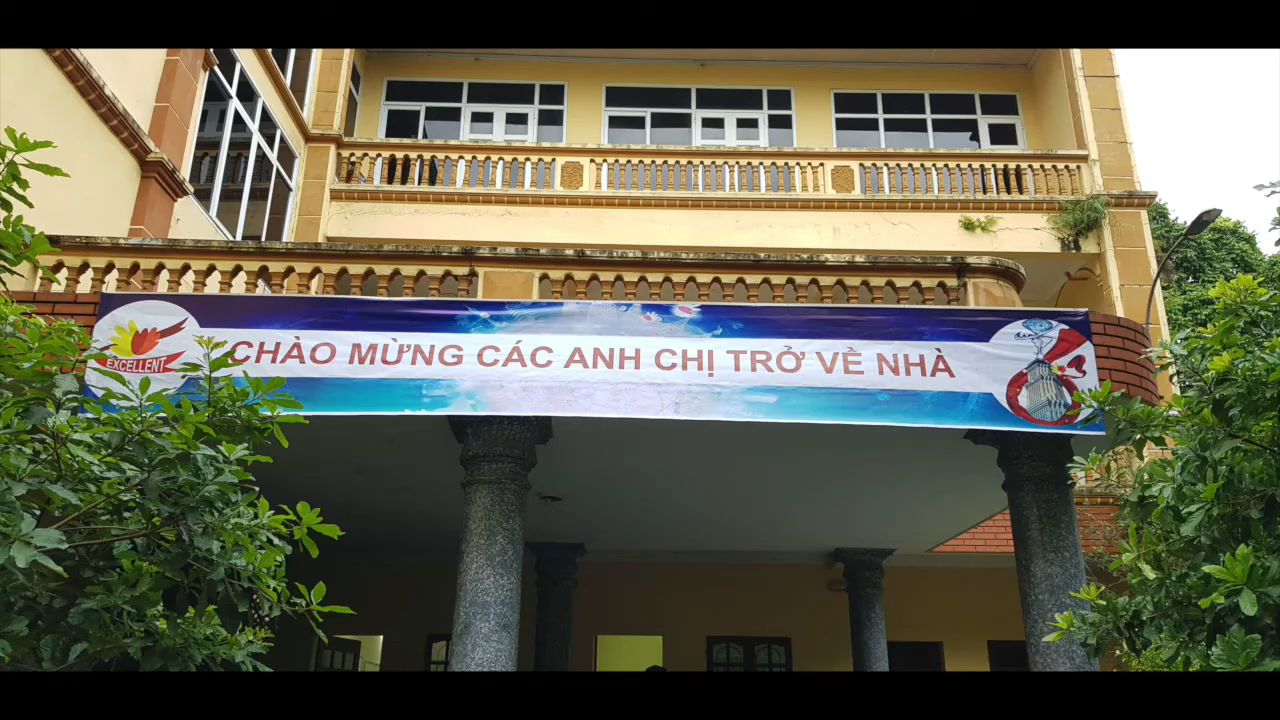 EXCELLENT
CHÀO MỪNG CÁC ANH CHỊ TRỞ VỀ NHÀ